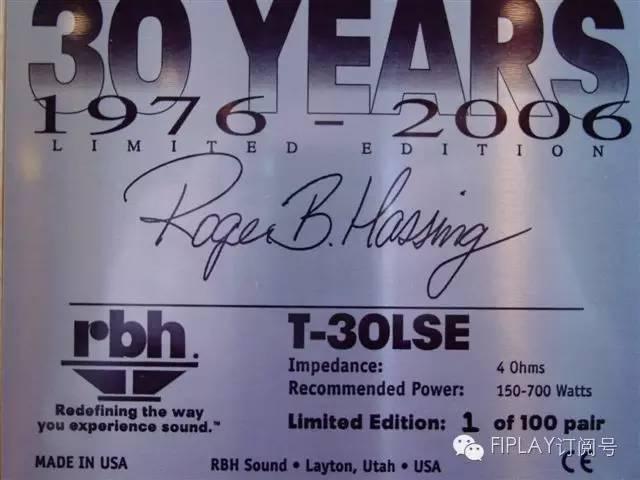 30 YEARS
1976 - 2006
LIMITED EDITION
Roger B. Hassing
rbh.
T-30LSE
Impedance: 4 Ohms
Recommended Power: 150-700 Watts
Redefining the way
you experience sound.™
Limited Edition: 1 of 100 pair
FIPLAY订阅号
MADE IN USA RBH Sound • Layton, Utah • USA CE